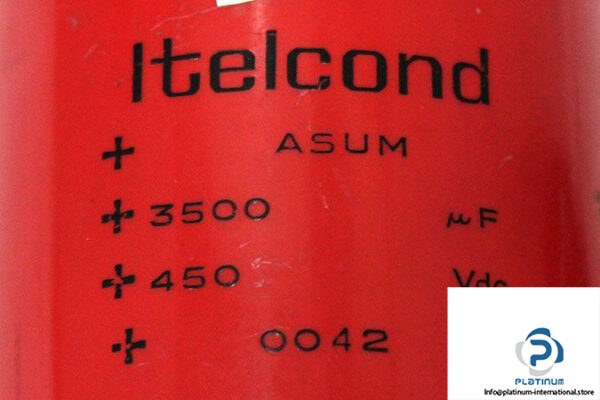 Itelcond
+ ASUM
+ 3500 µF
+ 450 Vdc
+ 0042
P
PLATINUM
Info@platinum-international.store